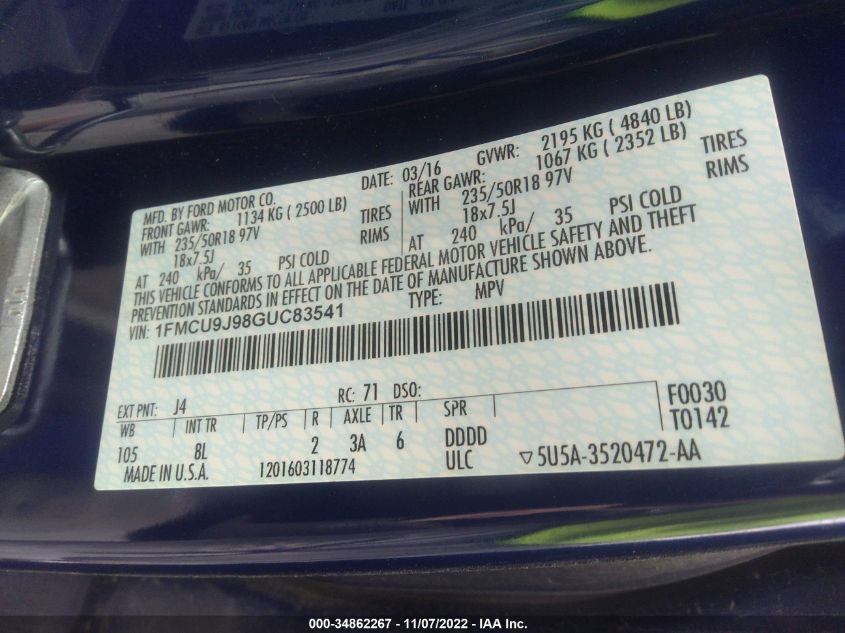 MFD. BY FORD MOTOR CO. DATE: 03/16 GVWR: 2195 KG ( 4840 LB)
FRONT GAWR: 1134 KG ( 2500 LB) REAR GAWR: 1067 KG ( 2352 LB)
WITH 235/50R18 97V TIRES WITH 235/50R18 97V TIRES
18x7.5J RIMS 18x7.5J RIMS
AT 240 kPa/ 35 PSI COLD AT 240 kPa/ 35 PSI COLD
THIS VEHICLE CONFORMS TO ALL APPLICABLE FEDERAL MOTOR VEHICLE SAFETY AND THEFT
PREVENTION STANDARDS IN EFFECT ON THE DATE OF MANUFACTURE SHOWN ABOVE.
VIN: 1FMCU9J98GUC83541 TYPE: MPV
EXT PNT: J4 RC: 71 DSO:
WB INT TR TP/PS R AXLE TR SPR F0030
105 8L 2 3A 6 DDDD T0142
MADE IN U.S.A. 1201603118774 ULC ▽5U5A-3520472-AA
000-34862267 - 11/07/2022 - IAA Inc.